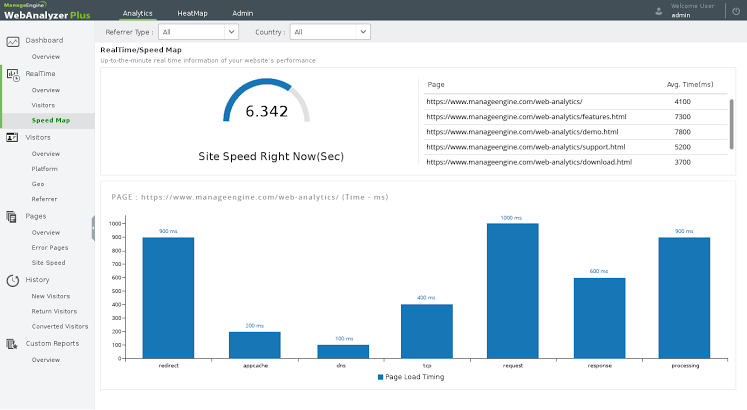 ManageEngine
WebAnalyzer Plus
Analytics HeatMap Admin
Welcome User
admin
Referrer Type : All Country : All
Dashboard
Overview
RealTime
Overview
Visitors
Speed Map
Visitors
Overview
Platform
Geo
Referrer
Pages
Overview
Error Pages
Site Speed
History
New Visitors
Return Visitors
Converted Visitors
Custom Reports
Overview
RealTime/Speed Map
Up-to-the-minute real time information of your website's performance
6.342
Site Speed Right Now(Sec)
Page Avg. Time(ms)
https://www.manageengine.com/web-analytics/ 4100
https://www.manageengine.com/web-analytics/features.html 7300
https://www.manageengine.com/web-analytics/demo.html 7800
https://www.manageengine.com/web-analytics/support.html 5200
https://www.manageengine.com/web-analytics/download.html 3700
PAGE : https://www.manageengine.com/web-analytics/ (Time - ms)
1000
900
800
700
600
500
400
300
200
100
0
900 ms
200 ms
100 ms
400 ms
1000 ms
600 ms
900 ms
redirect appcache dns tcp request response processing
Page Load Timing